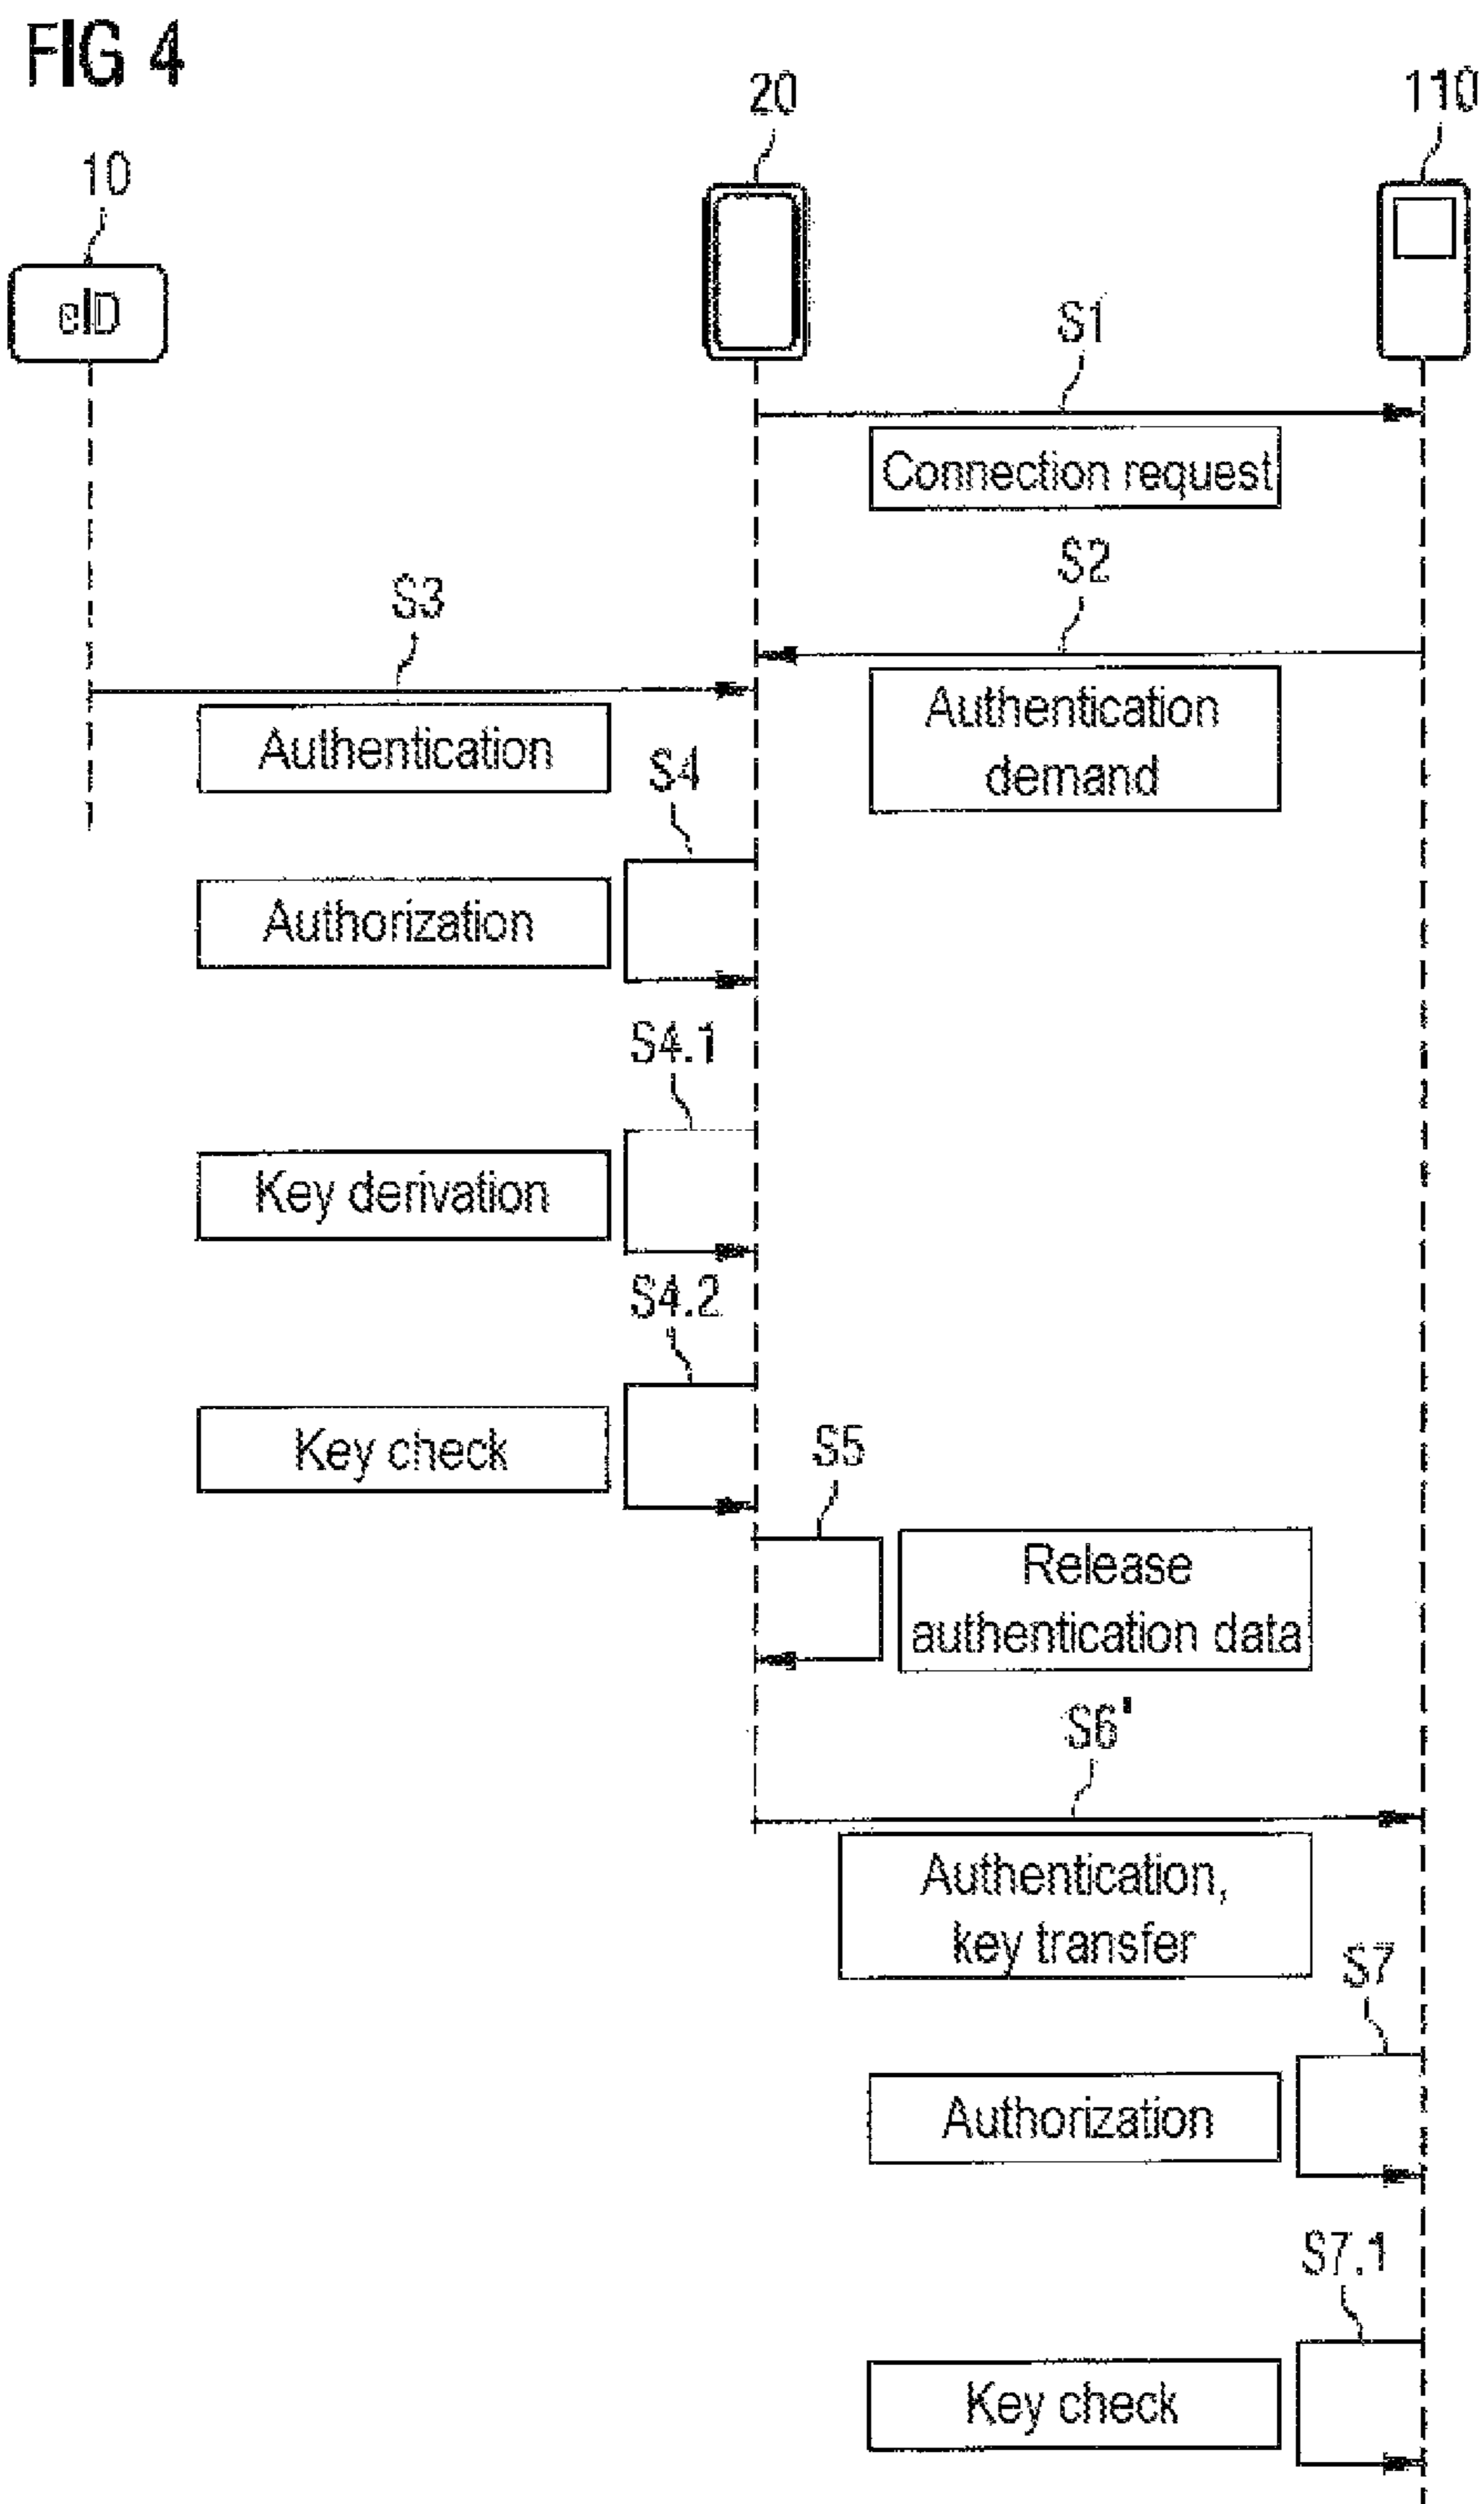 FIG 4
20
110
10
eID
S1
Connection request
S2
S3
Authentication
demand
Authentication
S4
Authorization
S4.1
Key derivation
S4.2
Key check
S5
Release
authentication data
S6'
Authentication,
key transfer
S7
Authorization
S7.1
Key check